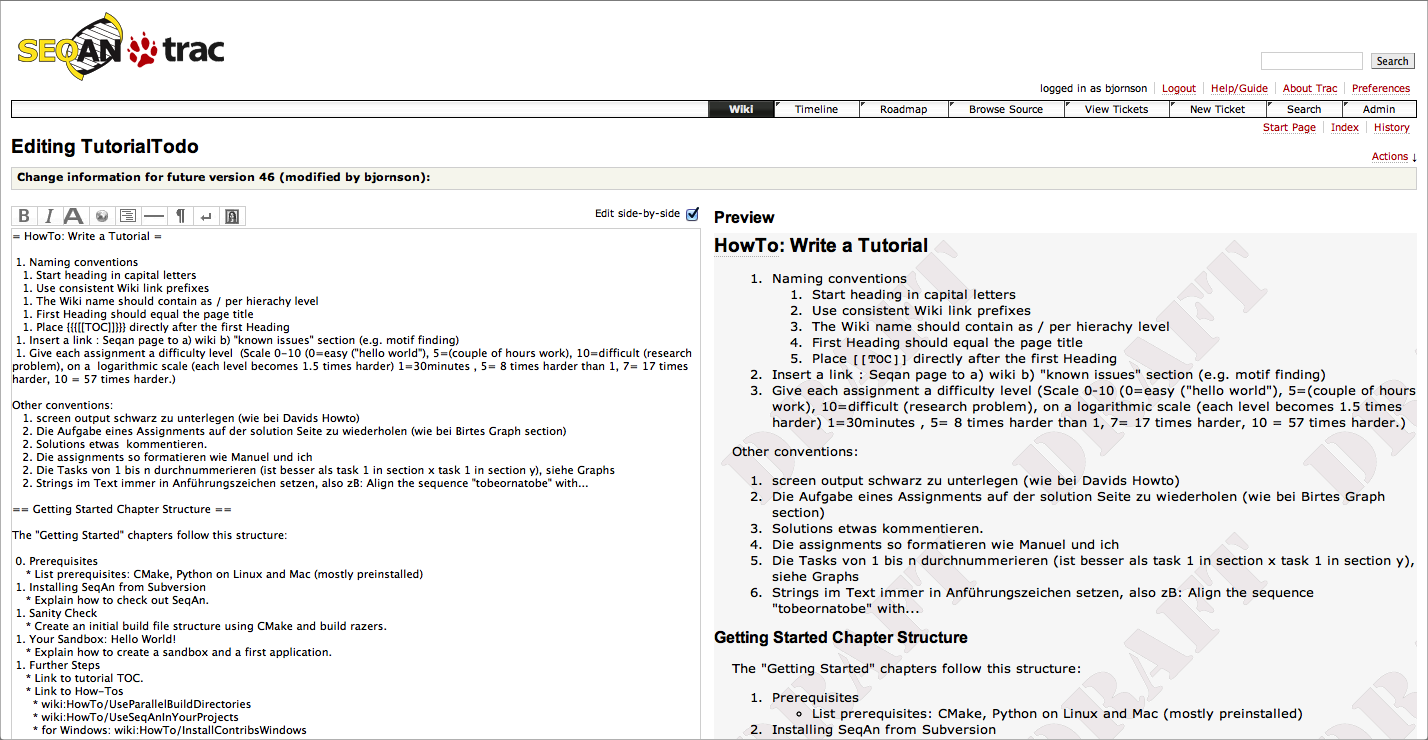 SEQAN trac
Search
logged in as bjornson Logout Help/Guide About Trac Preferences
Wiki Timeline Roadmap Browse Source View Tickets New Ticket Search Admin
Start Page Index History
Editing TutorialTodo
Actions ↓
Change information for future version 46 (modified by bjornson):
B I A ¶ ↵ Edit side-by-side
= HowTo: Write a Tutorial =
1. Naming conventions
1. Start heading in capital letters
1. Use consistent Wiki link prefixes
1. The Wiki name should contain as / per hierachy level
1. First Heading should equal the page title
1. Place {{{[[TOC]]}}} directly after the first Heading
1. Insert a link : Seqan page to a) wiki b) "known issues" section (e.g. motif finding)
1. Give each assignment a difficulty level (Scale 0-10 (0=easy ("hello world"), 5=(couple of hours work), 10=difficult (research
problem), on a logarithmic scale (each level becomes 1.5 times harder) 1=30minutes , 5= 8 times harder than 1, 7= 17 times
harder, 10 = 57 times harder.)
Other conventions:
1. screen output schwarz zu unterlegen (wie bei Davids Howto)
2. Die Aufgabe eines Assignments auf der solution Seite zu wiederholen (wie bei Birtes Graph section)
2. Solutions etwas kommentieren.
2. Die assignments so formatieren wie Manuel und ich
2. Die Tasks von 1 bis n durchnummerieren (ist besser als task 1 in section x task 1 in section y), siehe Graphs
2. Strings im Text immer in Anführungszeichen setzen, also zB: Align the sequence "tobeornatobe" with...
== Getting Started Chapter Structure ==
The "Getting Started" chapters follow this structure:
0. Prerequisites
* List prerequisites: CMake, Python on Linux and Mac (mostly preinstalled)
1. Installing SeqAn from Subversion
* Explain how to check out SeqAn.
1. Sanity Check
* Create an initial build file structure using CMake and build razers.
1. Your Sandbox: Hello World!
* Explain how to create a sandbox and a first application.
1. Further Steps
* Link to tutorial TOC.
* Link to How-Tos
* wiki:HowTo/UseParallelBuildDirectories
* wiki:HowTo/UseSeqAnInYourProjects
* for Windows: wiki:HowTo/InstallContribsWindows
Preview
HowTo: Write a Tutorial
1. Naming conventions
1. Start heading in capital letters
2. Use consistent Wiki link prefixes
3. The Wiki name should contain as / per hierachy level
4. First Heading should equal the page title
5. Place [[TOC]] directly after the first Heading
2. Insert a link : Seqan page to a) wiki b) "known issues" section (e.g. motif finding)
3. Give each assignment a difficulty level (Scale 0-10 (0=easy ("hello world"), 5=(couple of hours
work), 10=difficult (research problem), on a logarithmic scale (each level becomes 1.5 times
harder) 1=30minutes , 5= 8 times harder than 1, 7= 17 times harder, 10 = 57 times harder.)
Other conventions:
1. screen output schwarz zu unterlegen (wie bei Davids Howto)
2. Die Aufgabe eines Assignments auf der solution Seite zu wiederholen (wie bei Birtes Graph
section)
3. Solutions etwas kommentieren.
4. Die assignments so formatieren wie Manuel und ich
5. Die Tasks von 1 bis n durchnummerieren (ist besser als task 1 in section x task 1 in section y),
siehe Graphs
6. Strings im Text immer in Anführungszeichen setzen, also zB: Align the sequence
"tobeornatobe" with...
Getting Started Chapter Structure
The "Getting Started" chapters follow this structure:
1. Prerequisites
◦ List prerequisites: CMake, Python on Linux and Mac (mostly preinstalled)
2. Installing SeqAn from Subversion
DRAFT
DRAFT
DRAFT
DRAFT
DRAFT
DRAFT